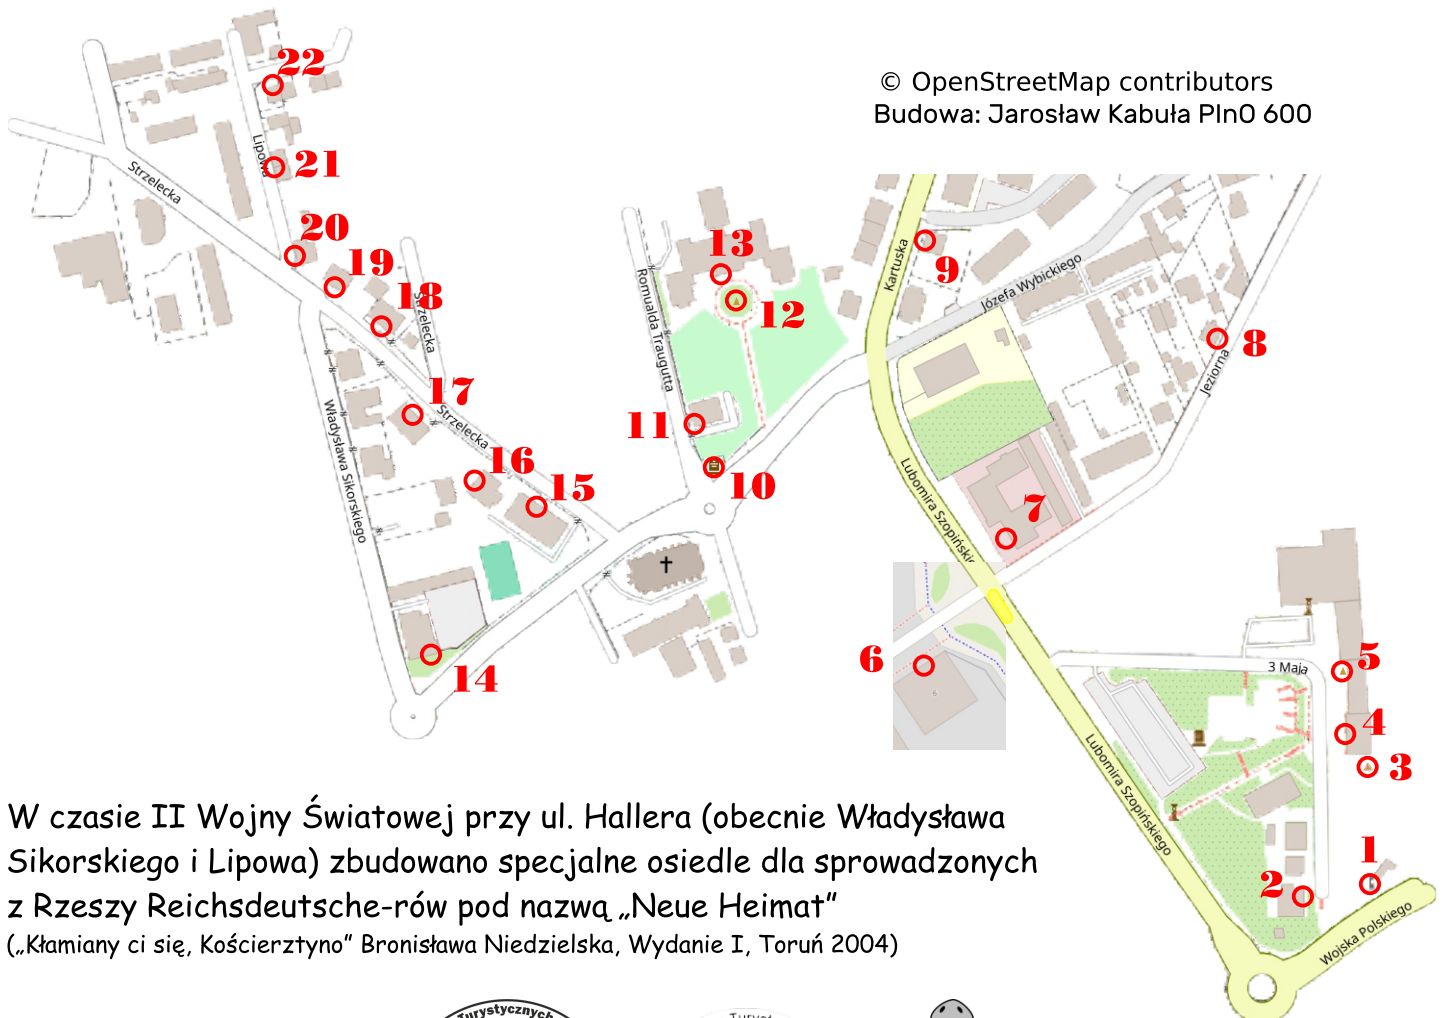 © OpenStreetMap contributors
Budowa: Jarosław Kabuła PInO 600
22
Lipowa
21
Strzelecka
20
19
18
Strzelecka
17
Strzelecka
16
15
Władysława Sikorskiego
14
13
12
Romualda Traugutta
11
10
Kartuska
9
Józefa Wybickiego
8
Jeziorna
Lubomira Szopińskie
7
6
6
3 Maja
5
4
3
Lubomira Szopińskiego
1
2
Wojska Polskiego
W czasie II Wojny Światowej przy ul. Hallera (obecnie Władysława
Sikorskiego i Lipowa) zbudowano specjalne osiedle dla sprowadzonych
z Rzeszy Reichsdeutsche-rów pod nazwą „Neue Heimat”
(„Kłamiany ci się, Kościerztyno” Bronisława Niedzielska, Wydanie I, Toruń 2004)
Turystycznych